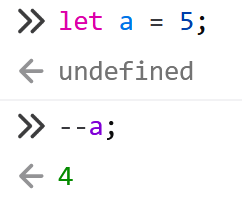 >> let a = 5;
← undefined
>> --a;
← 4